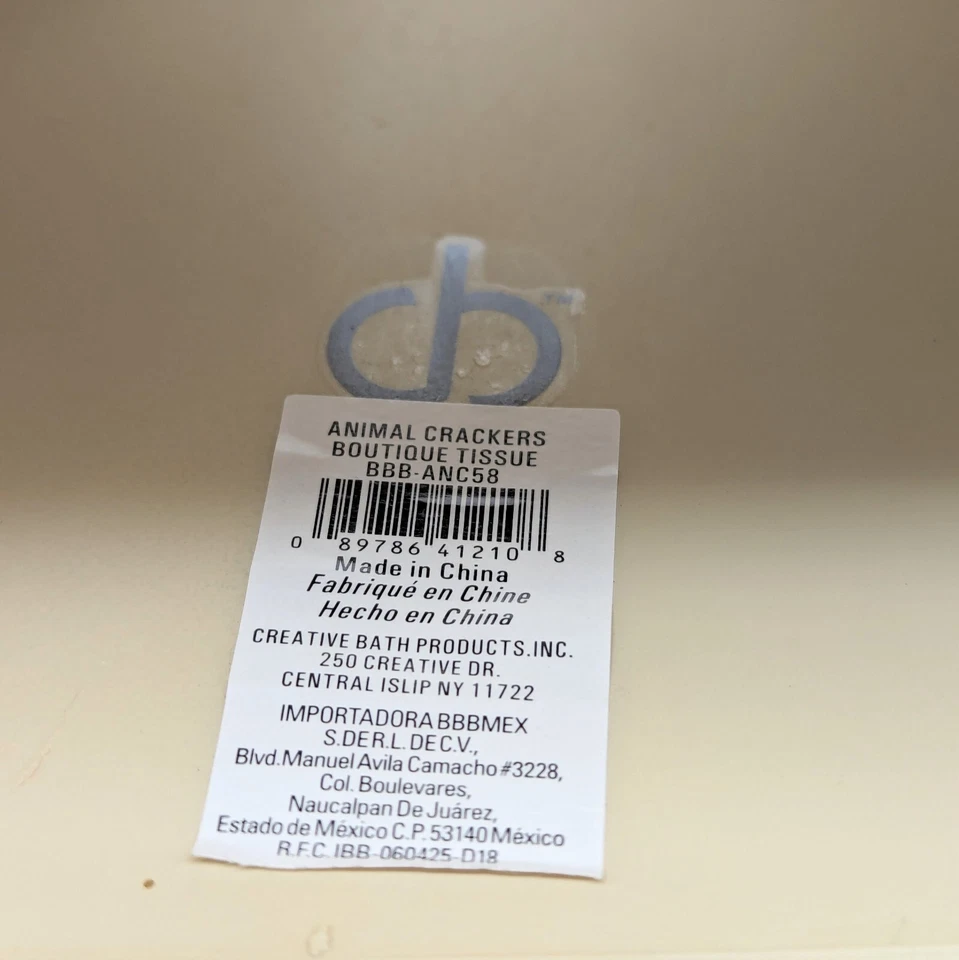 cb™
ANIMAL CRACKERS
BOUTIQUE TISSUE
BBB-ANC58
0 89786 41210 8
Made in China
Fabriqué en Chine
Hecho en China
CREATIVE BATH PRODUCTS.INC.
250 CREATIVE DR.
CENTRAL ISLIP NY 11722
IMPORTADORA BBBMEX
S.DER.L. DE C.V.,
Blvd. Manuel Avila Camacho #3228,
Col. Boulevares,
Naucalpan De Juárez,
Estado de México C.P. 53140 México
R.F.C. IBB-060425-D18